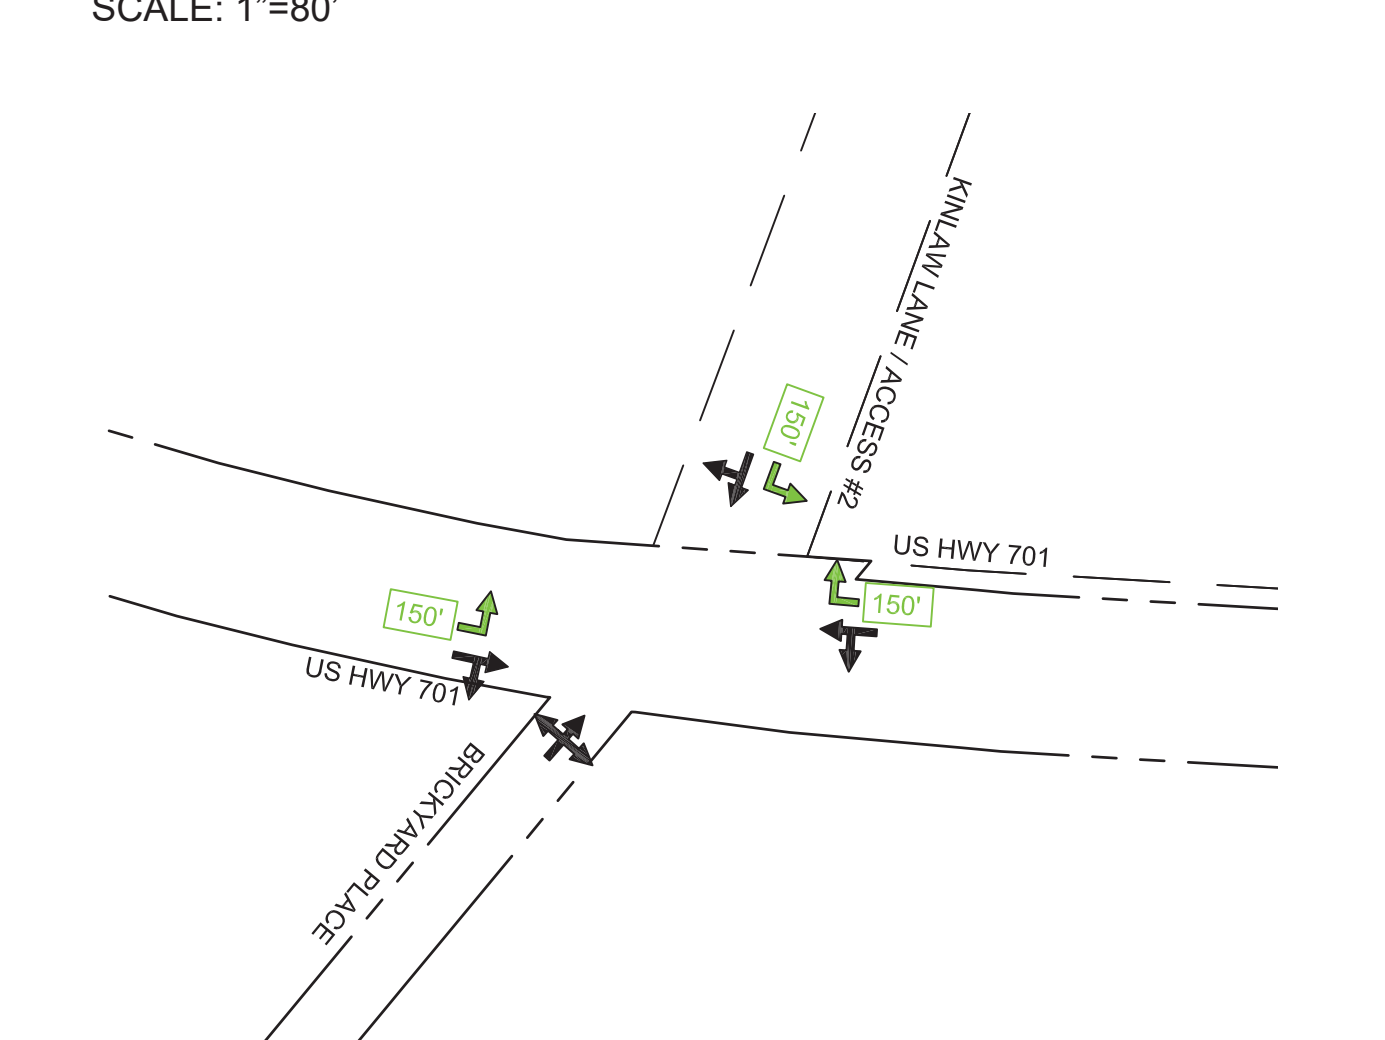 SCALE: 1"=80'
KINLAW LANE / ACCESS #2
150'
US HWY 701
150'
150'
US HWY 701
BRICKYARD PLACE